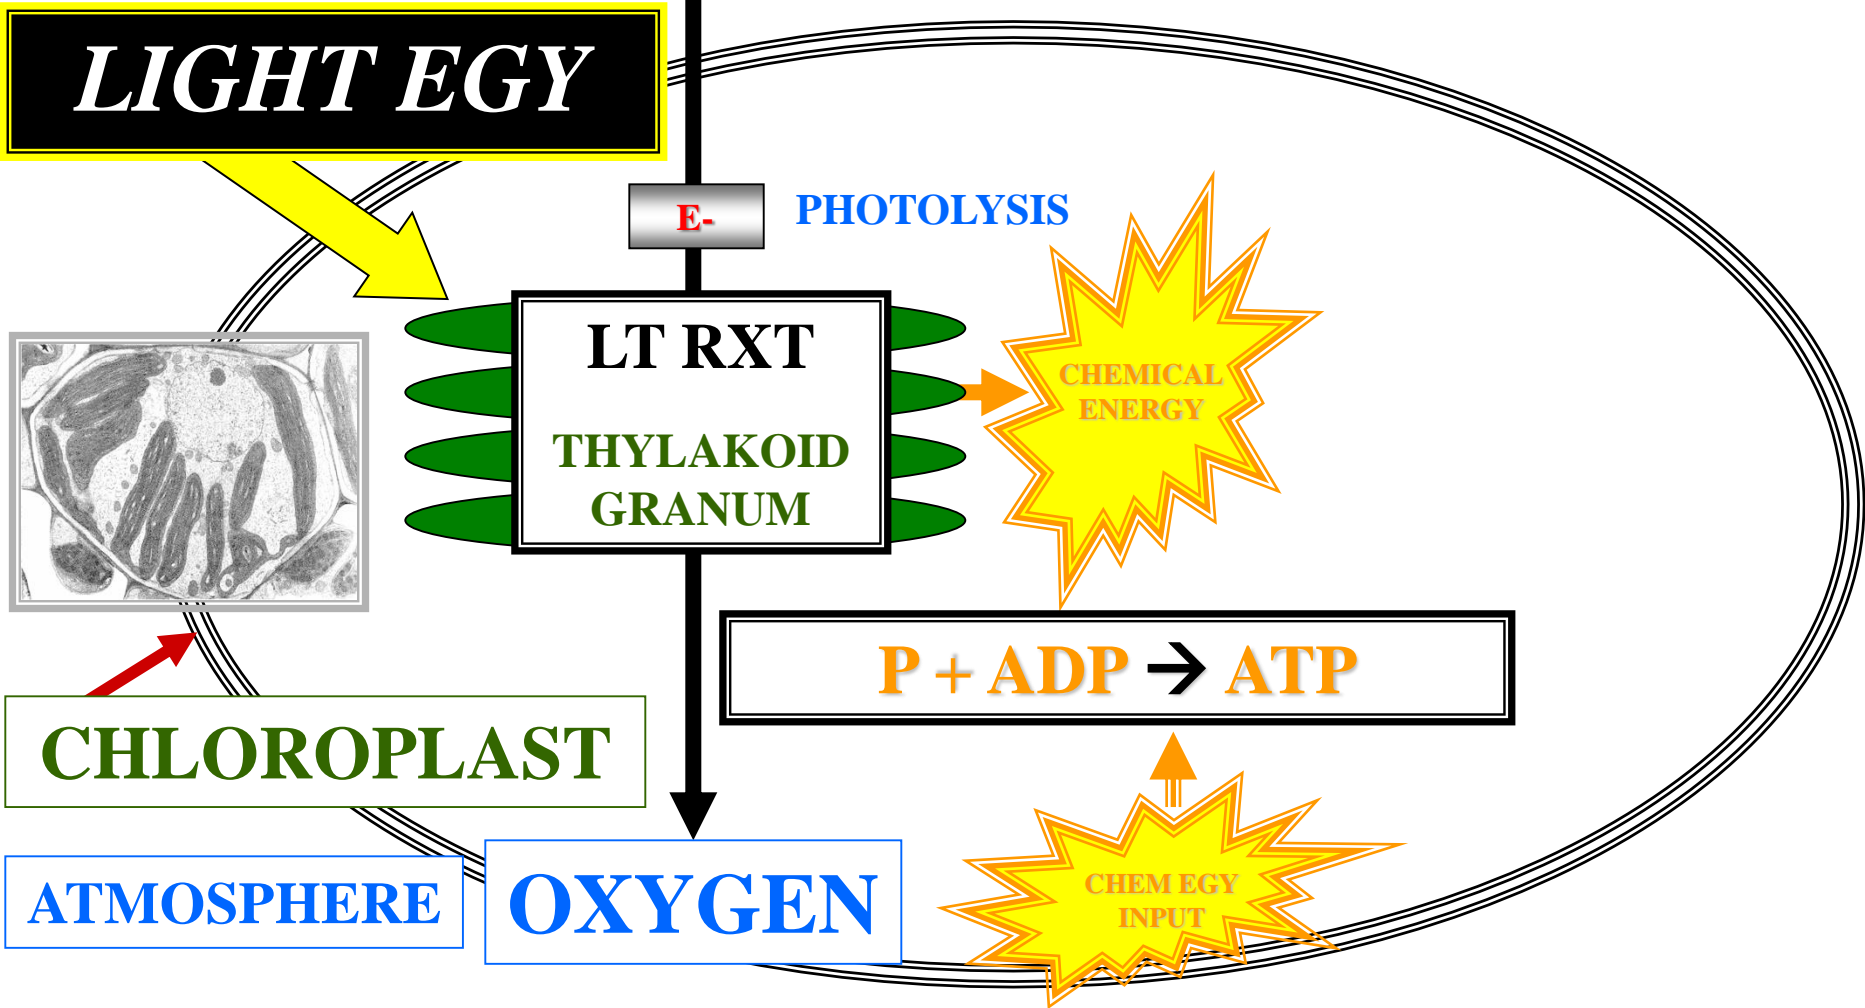 LIGHT EGY
E-
PHOTOLYSIS
LT RXT
THYLAKOID
GRANUM
CHEMICAL
ENERGY
P + ADP → ATP
CHLOROPLAST
ATMOSPHERE
OXYGEN
CHEM EGY
INPUT